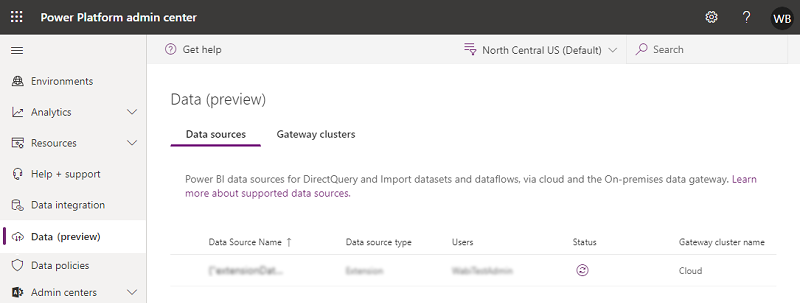 Power Platform admin center
?
WB
Get help
North Central US (Default)
Search
Environments
Analytics
Resources
Help + support
Data integration
Data (preview)
Data policies
Admin centers
Data (preview)
Data sources
Gateway clusters
Power BI data sources for DirectQuery and Import datasets and dataflows, via cloud and the On-premises data gateway. Learn
more about supported data sources.
Data Source Name ↑
Data source type
Users
Status
Gateway cluster name
Cloud